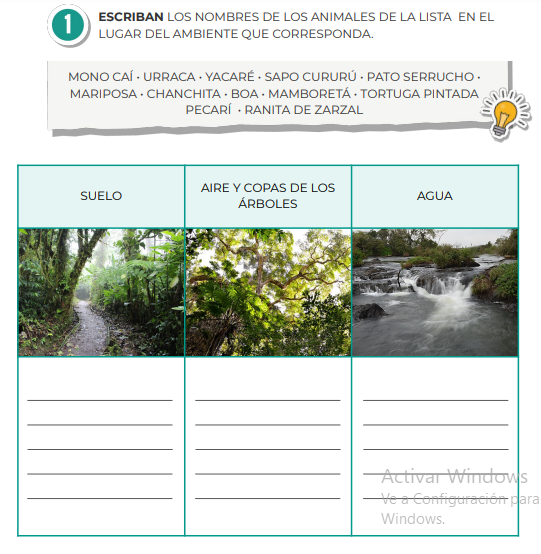 1
ESCRIBAN LOS NOMBRES DE LOS ANIMALES DE LA LISTA EN EL
LUGAR DEL AMBIENTE QUE CORRESPONDA.
MONO CAÍ • URRACA • YACARÉ • SAPO CURURÚ • PATO SERRUCHO •
MARIPOSA • CHANCHITA • BOA • MAMBORETÁ • TORTUGA PINTADA
PECARÍ • RANITA DE ZARZAL
SUELO
AIRE Y COPAS DE LOS
ÁRBOLES
AGUA
Activar Windows
Ve a Configuración para
Windows.